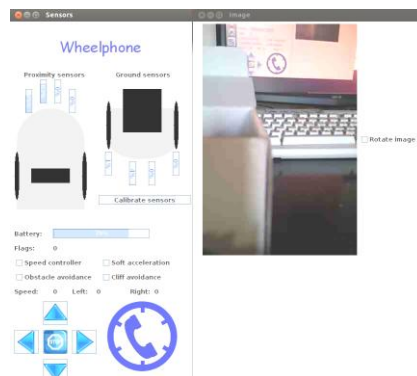 Sensors
Image
Wheelphone
Proximity sensors
Ground sensors
Calibrate sensors
Battery:
Flags: 0
Speed controller
Soft acceleration
Obstacle avoidance
Cliff avoidance
Speed: 0 Left: 0 Right: 0
Rotate image